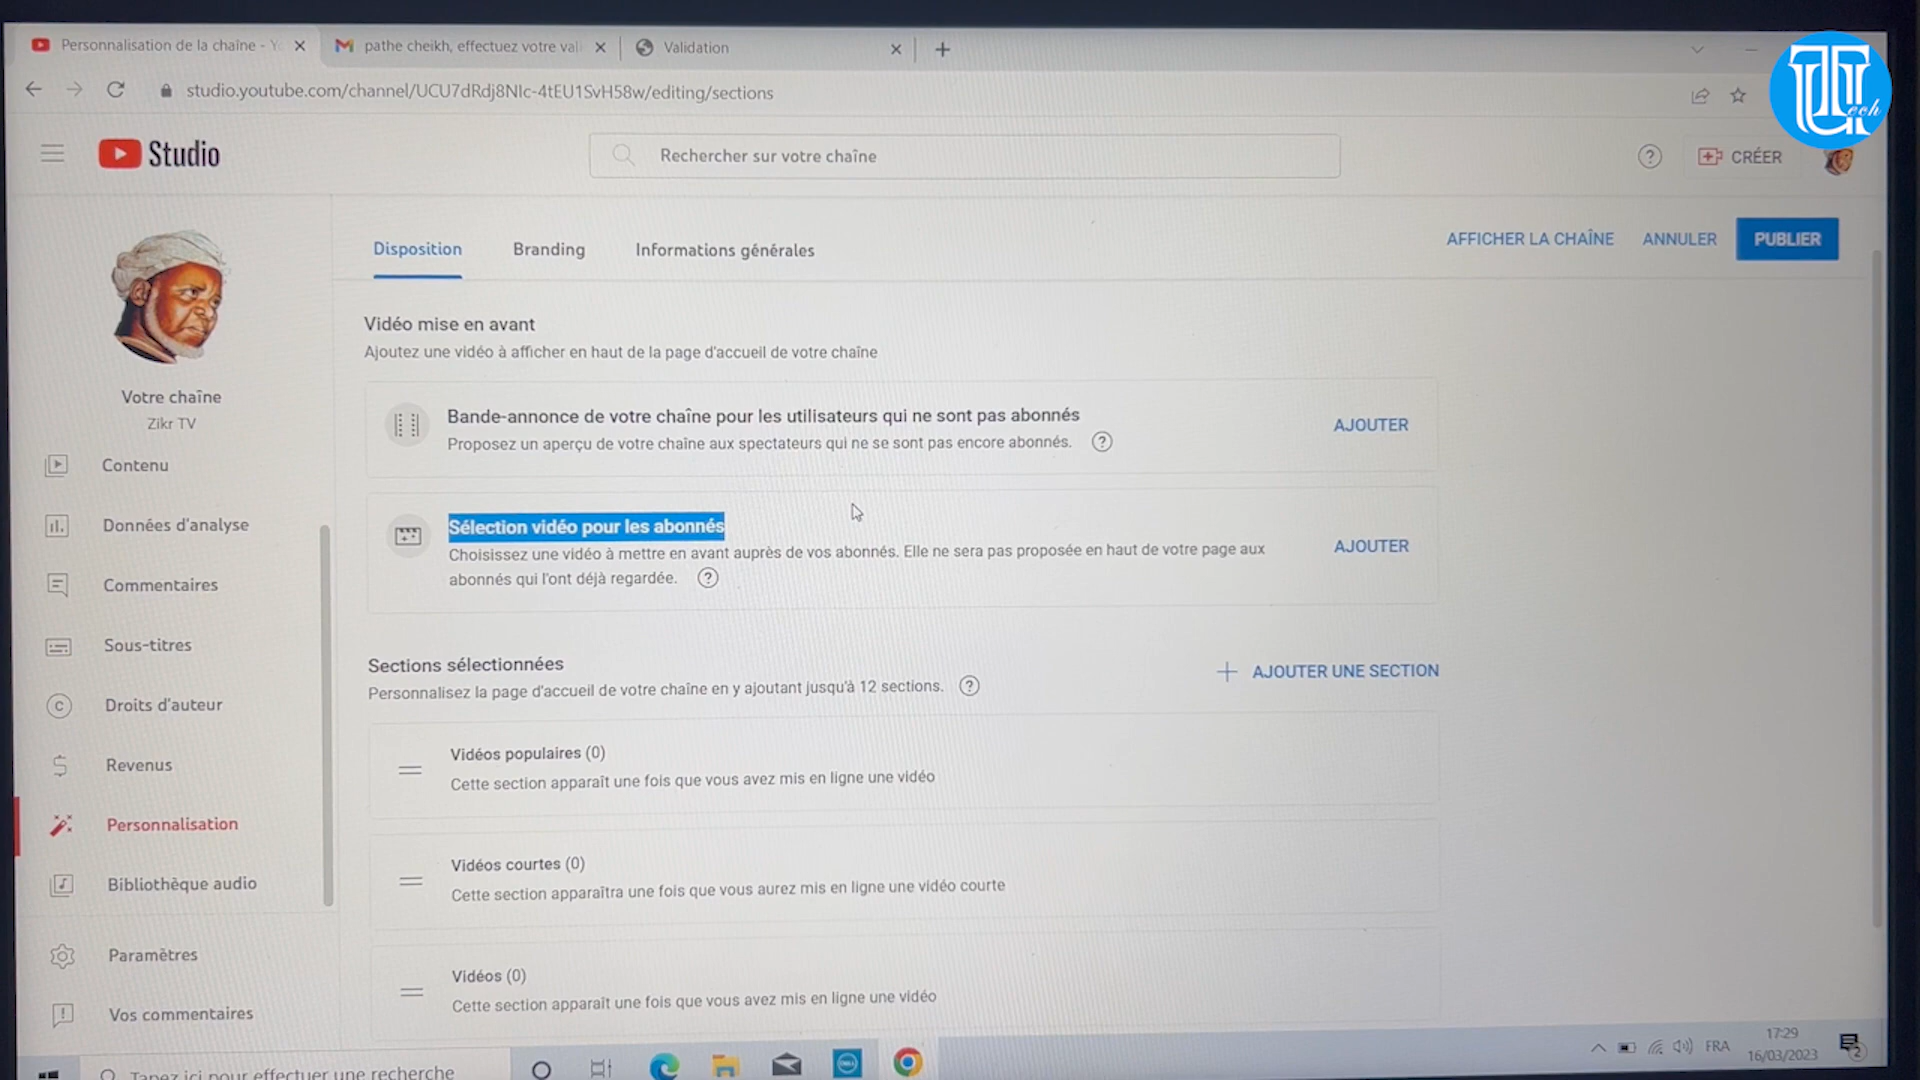 Personnalisation de la chaîne - Y
pathe cheikh, effectuez votre vali
Validation
studio.youtube.com/channel/UCU7dRdj8NIc-4tEU1SvH58w/editing/sections
Studio
Rechercher sur votre chaîne
CRÉER
Disposition
Branding
Informations générales
AFFICHER LA CHAÎNE
ANNULER
PUBLIER
Votre chaîne
Zikr TV
Contenu
Données d'analyse
Commentaires
Sous-titres
Droits d'auteur
Revenus
Personnalisation
Bibliothèque audio
Paramètres
Vos commentaires
Vidéo mise en avant
Ajoutez une vidéo à afficher en haut de la page d'accueil de votre chaîne
Bande-annonce de votre chaîne pour les utilisateurs qui ne sont pas abonnés
Proposez un aperçu de votre chaîne aux spectateurs qui ne se sont pas encore abonnés.
AJOUTER
Sélection vidéo pour les abonnés
Choisissez une vidéo à mettre en avant auprès de vos abonnés. Elle ne sera pas proposée en haut de votre page aux
abonnés qui l'ont déjà regardée.
AJOUTER
Sections sélectionnées
Personnalisez la page d'accueil de votre chaîne en y ajoutant jusqu'à 12 sections.
AJOUTER UNE SECTION
Vidéos populaires (0)
Cette section apparaît une fois que vous avez mis en ligne une vidéo
Vidéos courtes (0)
Cette section apparaîtra une fois que vous aurez mis en ligne une vidéo courte
Vidéos (0)
Cette section apparaît une fois que vous avez mis en ligne une vidéo
Tapez ici pour effectuer une recherche
DELL
FRA
17:29
16/03/2023
2